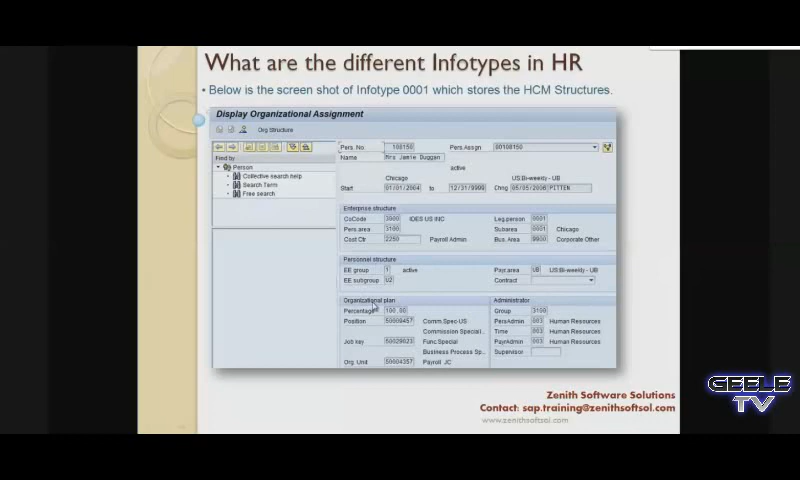 What are the different Infotypes in HR
• Below is the screen shot of Infotype 0001 which stores the HCM Structures.
Display Organizational Assignment
Org Structure
Find by
Person
Collective search help
Search Term
Free search
Pers.No. 108150 Pers.Assgn 00108150
Name Mrs Jamie Duggan
active
Chicago US:Bi-weekly - UB
Start 01/01/2004 to 12/31/9999 Chng 05/05/2006 PITTEN
Enterprise structure
CoCode 3000 IDES US INC Leg.person 0001
Pers.area 3100 Subarea 0001 Chicago
Cost Ctr 2250 Payroll Admin Bus. Area 9900 Corporate Other
Personnel structure
EE group 1 active Payr.area UB US:Bi-weekly - UB
EE subgroup U2 Contract
Organizational plan Administrator
Percentage 100.00 Group 3100
Position 50009457 Comm.Spec-US PersAdmin 003 Human Resources
Commission Speciali.. Time 003 Human Resources
Job key 50029623 Func.Special PayrAdmin 003 Human Resources
Business Process Sp.. Supervisor
Org. Unit 50004357 Payroll JC
Zenith Software Solutions
Contact: sap.training@zenithsoftsol.com
www.zenithsoftsol.com
GEELE
TV